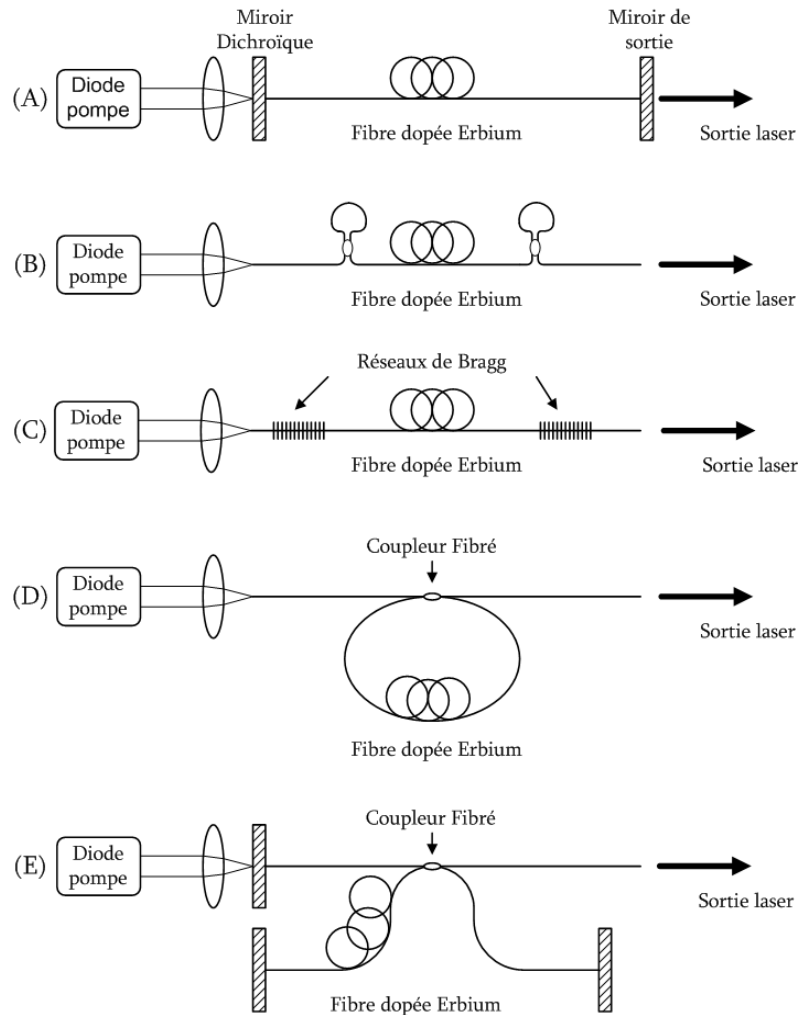 Miroir
Dichroïque
Miroir de
sortie
(A)
Diode
pompe
Fibre dopée Erbium
Sortie laser
(B)
Diode
pompe
Fibre dopée Erbium
Sortie laser
Réseaux de Bragg
(C)
Diode
pompe
Fibre dopée Erbium
Sortie laser
Coupleur Fibré
(D)
Diode
pompe
Sortie laser
Fibre dopée Erbium
Coupleur Fibré
(E)
Diode
pompe
Sortie laser
Fibre dopée Erbium